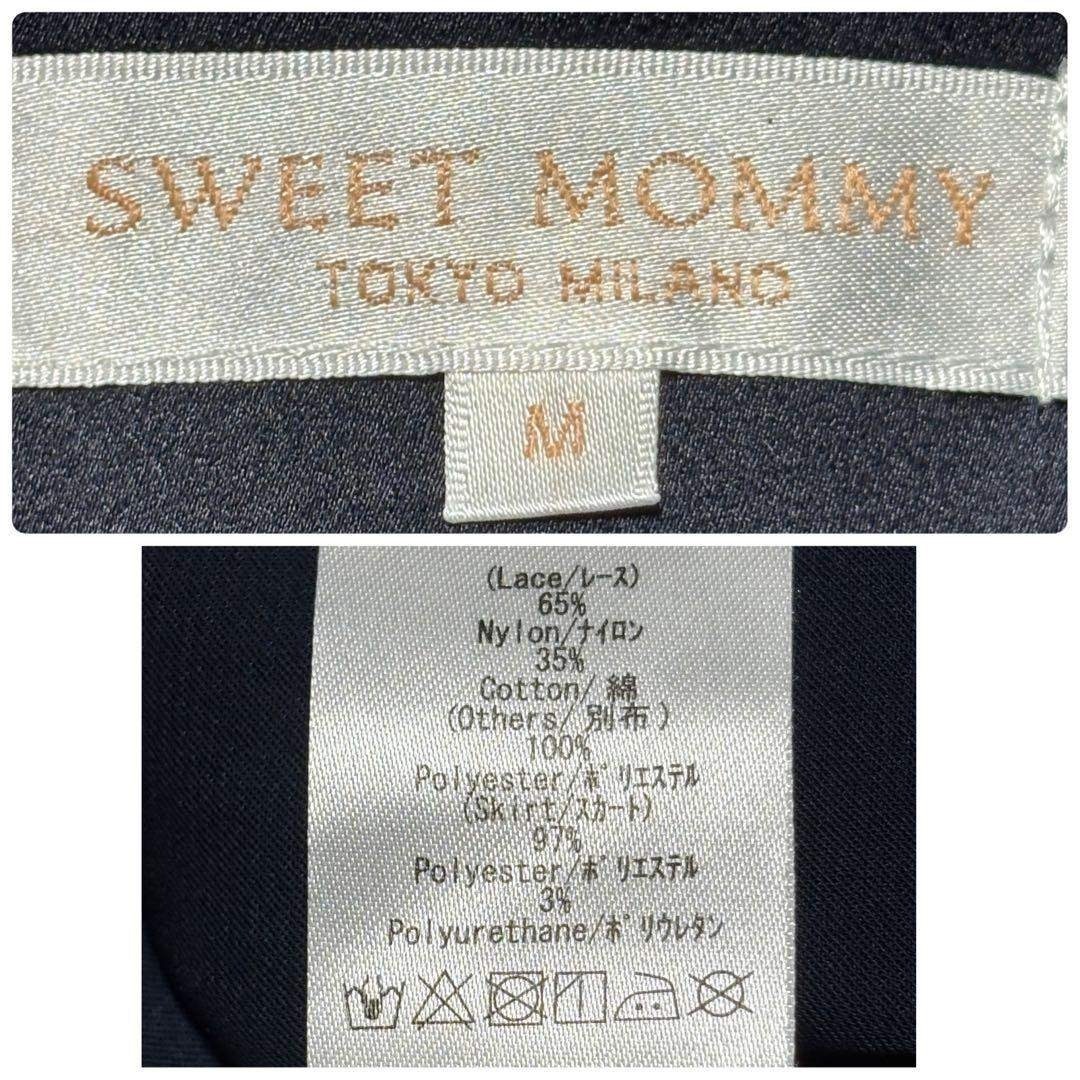 SWEET MOMMY
TOKYO MILANO
M
(Lace/レース)
65%
Nylon/ナイロン
35%
Cotton/綿
(Others/別布)
100%
Polyester/ポリエステル
(Skirt/スカート)
97%
Polyester/ポリエステル
3%
Polyurethane/ポリウレタン